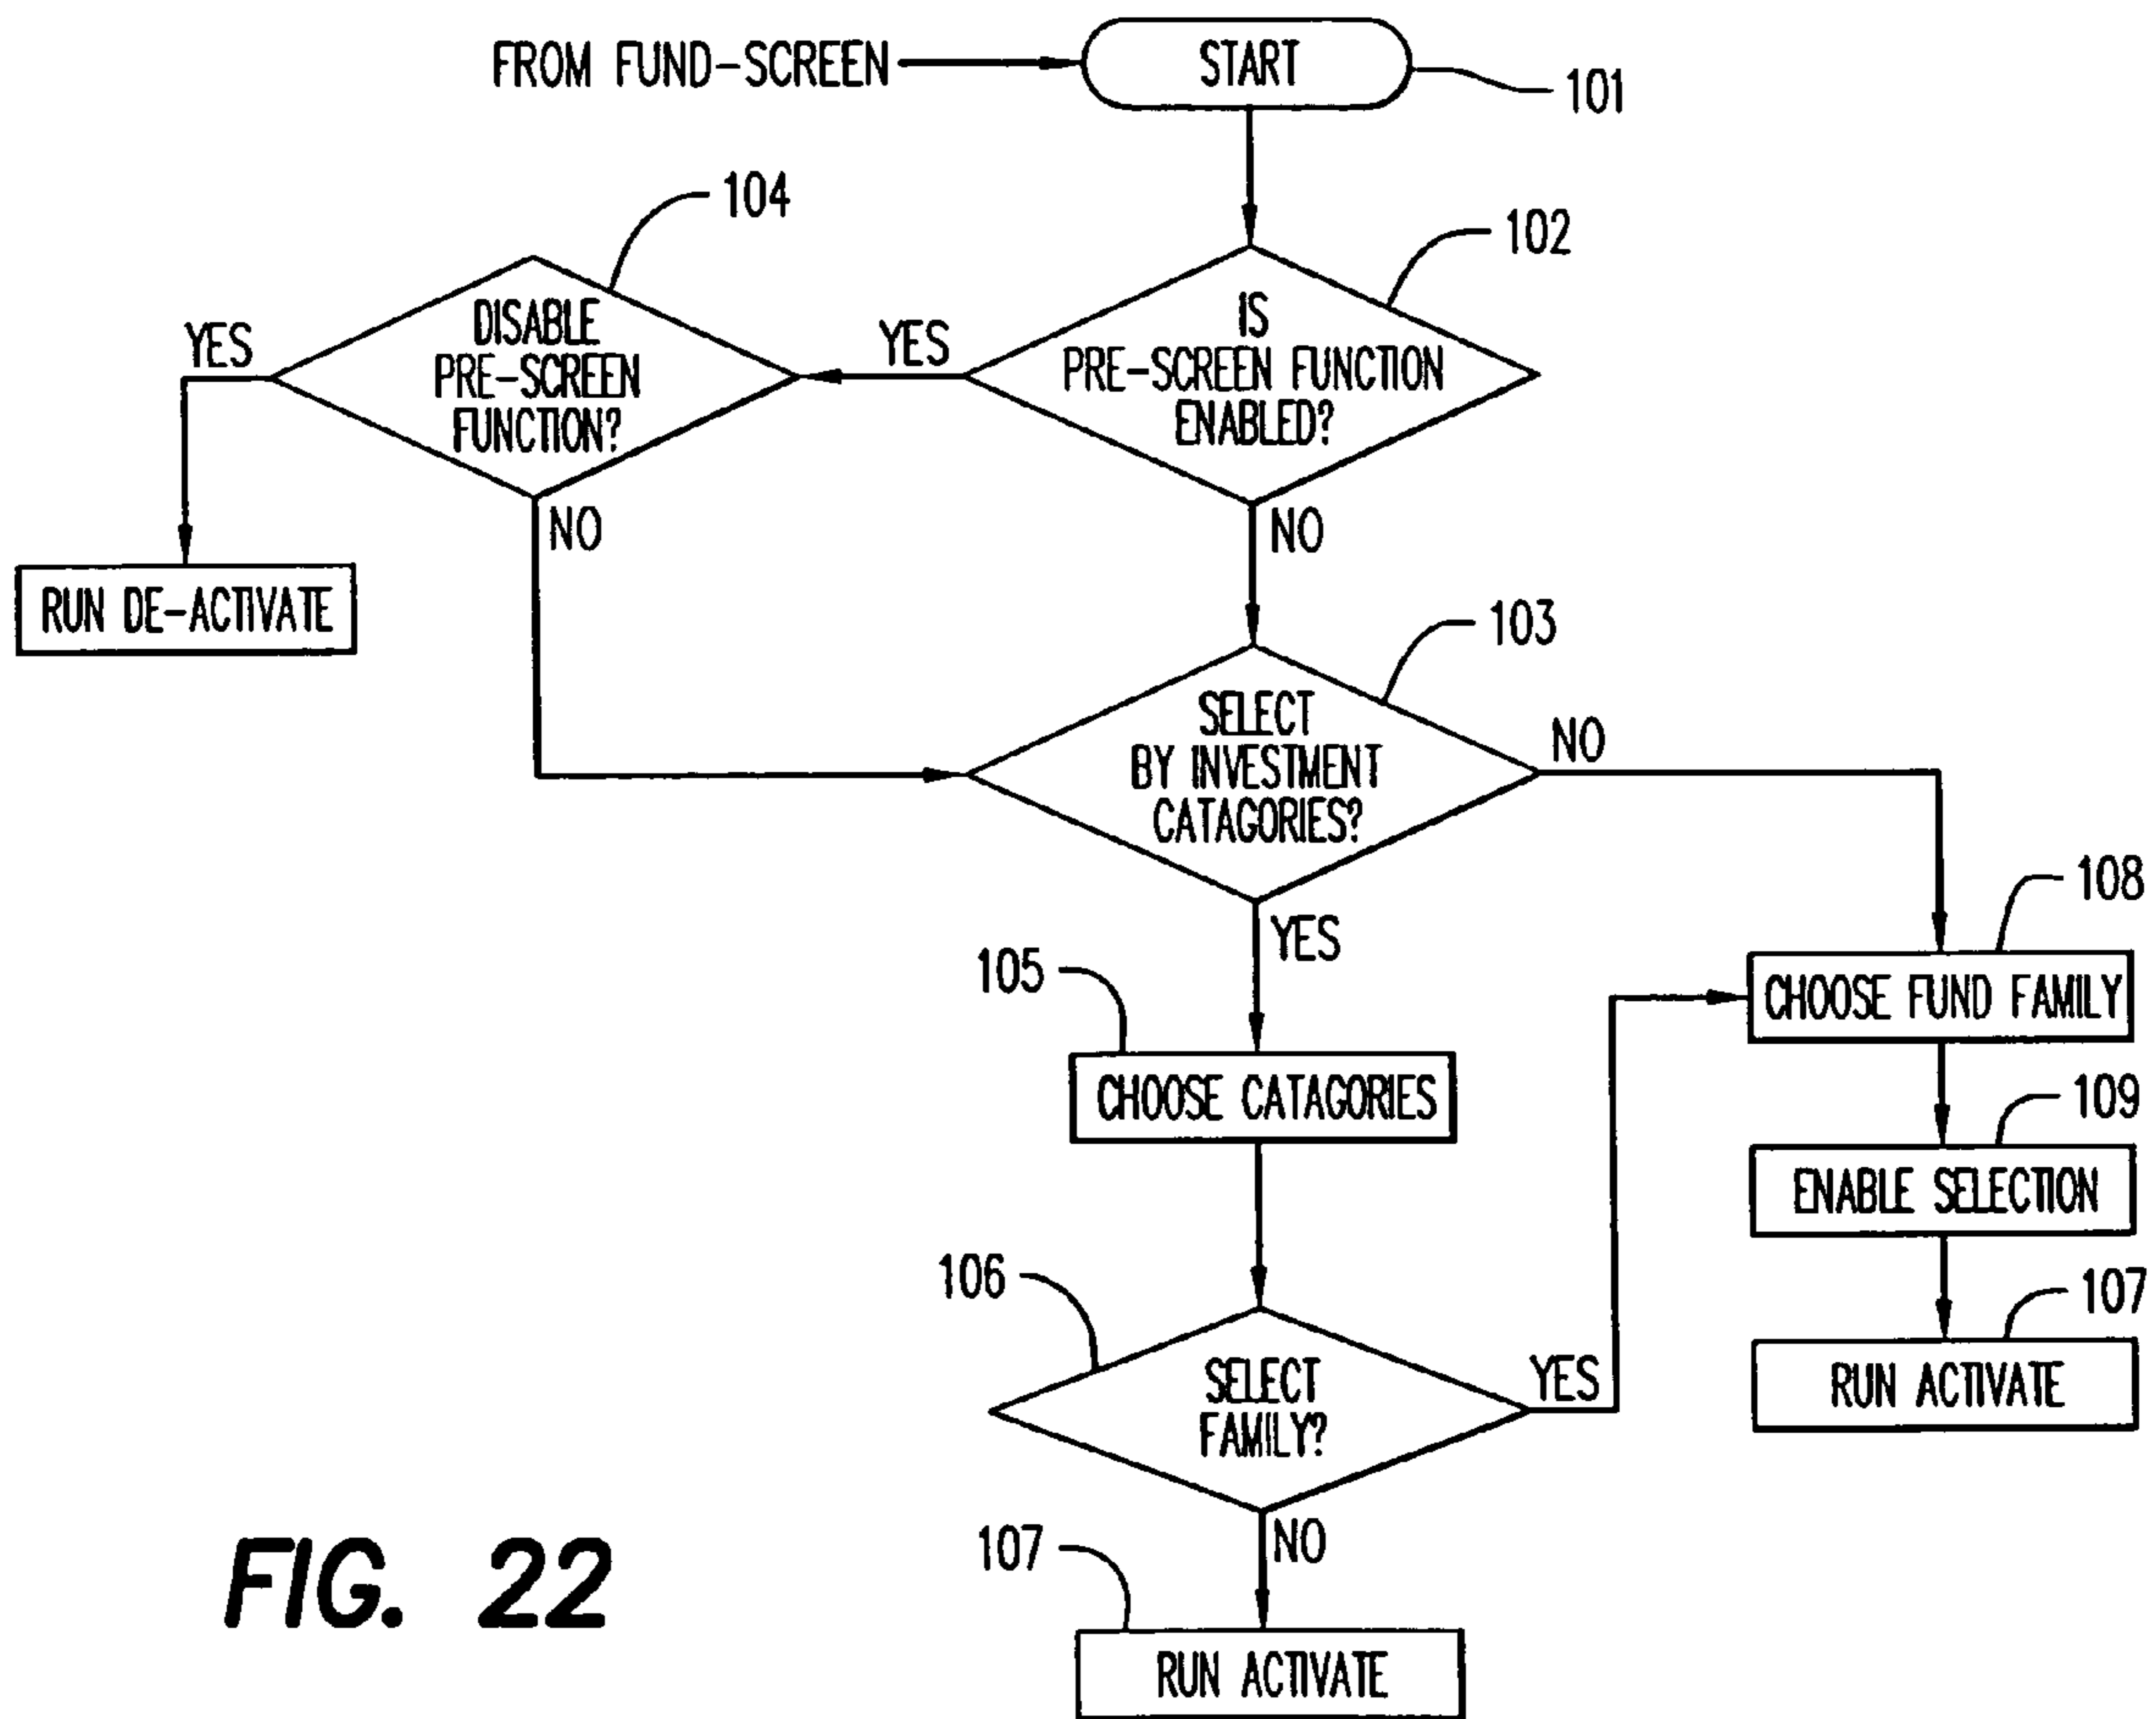 FROM FUND-SCREEN
START
101
104
102
DISABLE
PRE-SCREEN
FUNCTION?
YES
YES
IS
PRE-SCREEN FUNCTION
ENABLED?
NO
NO
RUN DE-ACTIVATE
103
SELECT
BY INVESTMENT
CATAGORIES?
NO
YES
108
CHOOSE FUND FAMILY
105
CHOOSE CATAGORIES
109
ENABLE SELECTION
106
SELECT
FAMILY?
YES
107
RUN ACTIVATE
NO
107
RUN ACTIVATE
FIG. 22